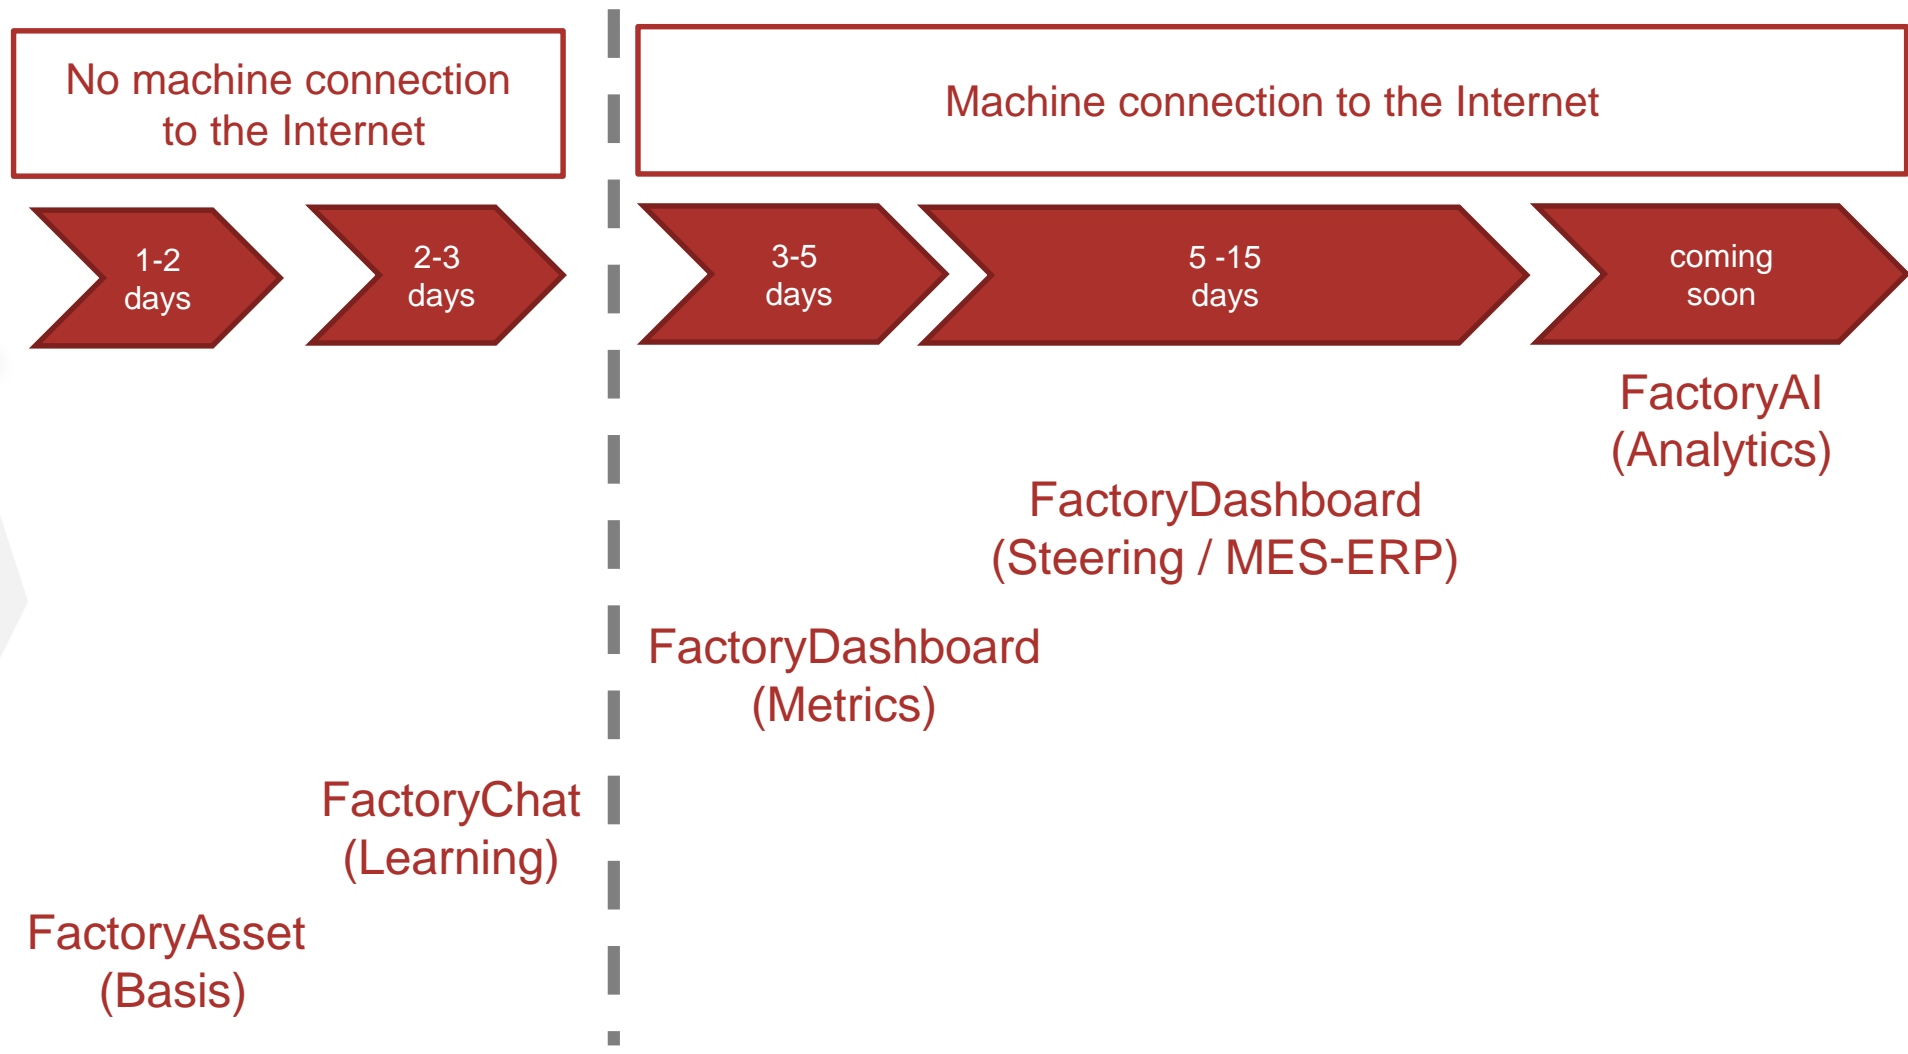 No machine connection
to the Internet
Machine connection to the Internet
1-2
days
2-3
days
3-5
days
5 -15
days
coming
soon
FactoryAI
(Analytics)
FactoryDashboard
(Steering / MES-ERP)
FactoryDashboard
(Metrics)
FactoryChat
(Learning)
FactoryAsset
(Basis)